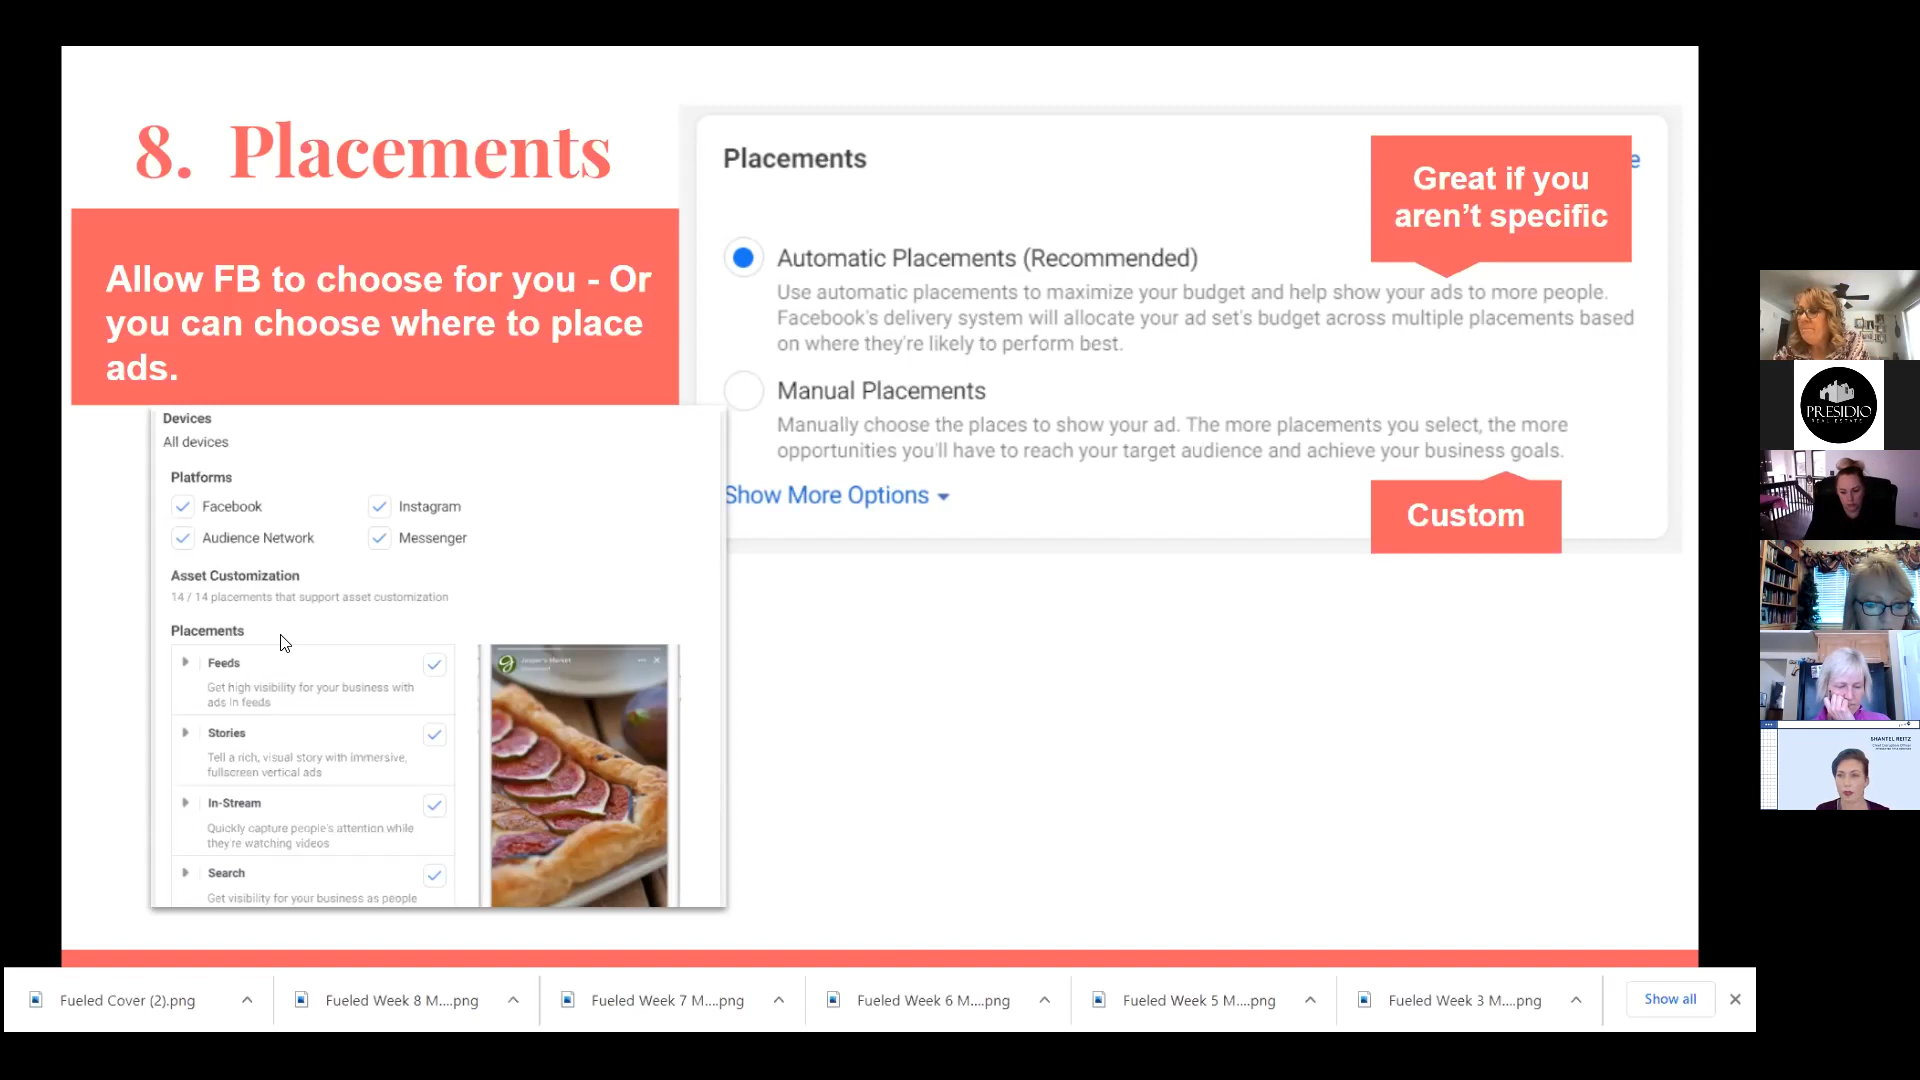 8. Placements
Allow FB to choose for you - Or
you can choose where to place
ads.
Placements
e
Great if you
aren't specific
Automatic Placements (Recommended)
Use automatic placements to maximize your budget and help show your ads to more people.
Facebook's delivery system will allocate your ad set's budget across multiple placements based
on where they're likely to perform best.
Manual Placements
Manually choose the places to show your ad. The more placements you select, the more
opportunities you'll have to reach your target audience and achieve your business goals.
Show More Options
Custom
Devices
All devices
Platforms
Facebook
Instagram
Audience Network
Messenger
Asset Customization
14 / 14 placements that support asset customization
Placements
Feeds
Get high visibility for your business with
ads in feeds
Stories
Tell a rich, visual story with immersive,
fullscreen vertical ads
In-Stream
Quickly capture people's attention while
they're watching videos
Search
Get visibility for your business as people
Jasper's Market
PRESIDIO
REAL ESTATE
SHANTEL REITZ
Fueled Cover (2).png
Fueled Week 8 M....png
Fueled Week 7 M....png
Fueled Week 6 M....png
Fueled Week 5 M....png
Fueled Week 3 M....png
Show all